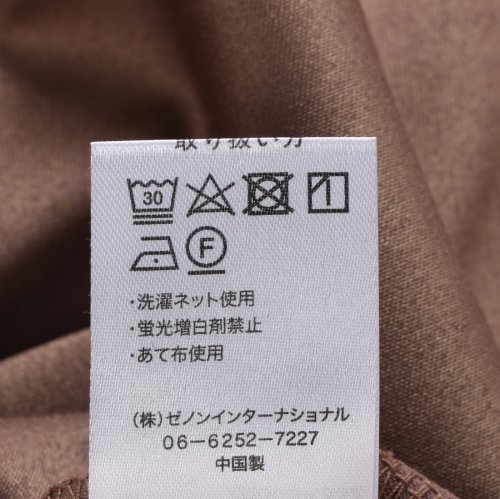 取り扱い方
30
F
・洗濯ネット使用
・蛍光増白剤禁止
・あて布使用
（株）ゼノンインターナショナル
06-6252-7227
中国製